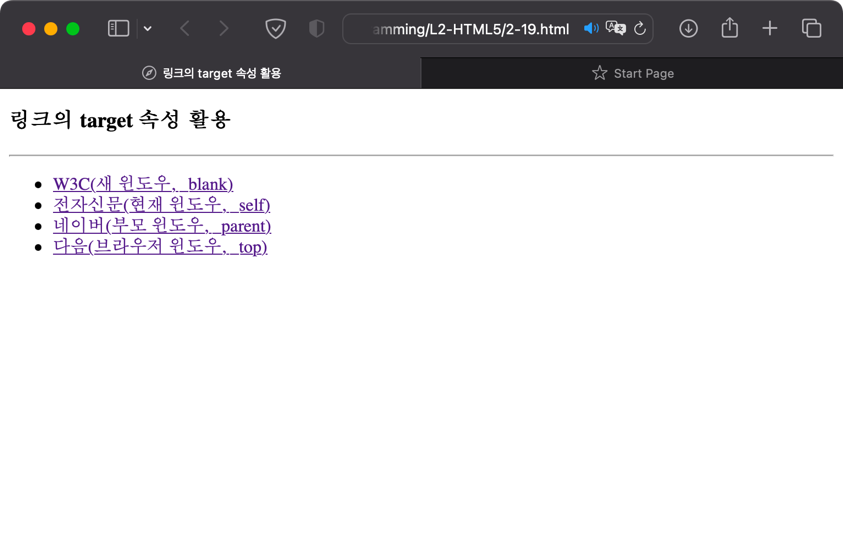 amming/L2-HTML5/2-19.html
링크의 target 속성 활용
Start Page
링크의 target 속성 활용
W3C(새 윈도우, _blank)
전자신문(현재 윈도우, _self)
네이버(부모 윈도우, _parent)
다음(브라우저 윈도우, _top)